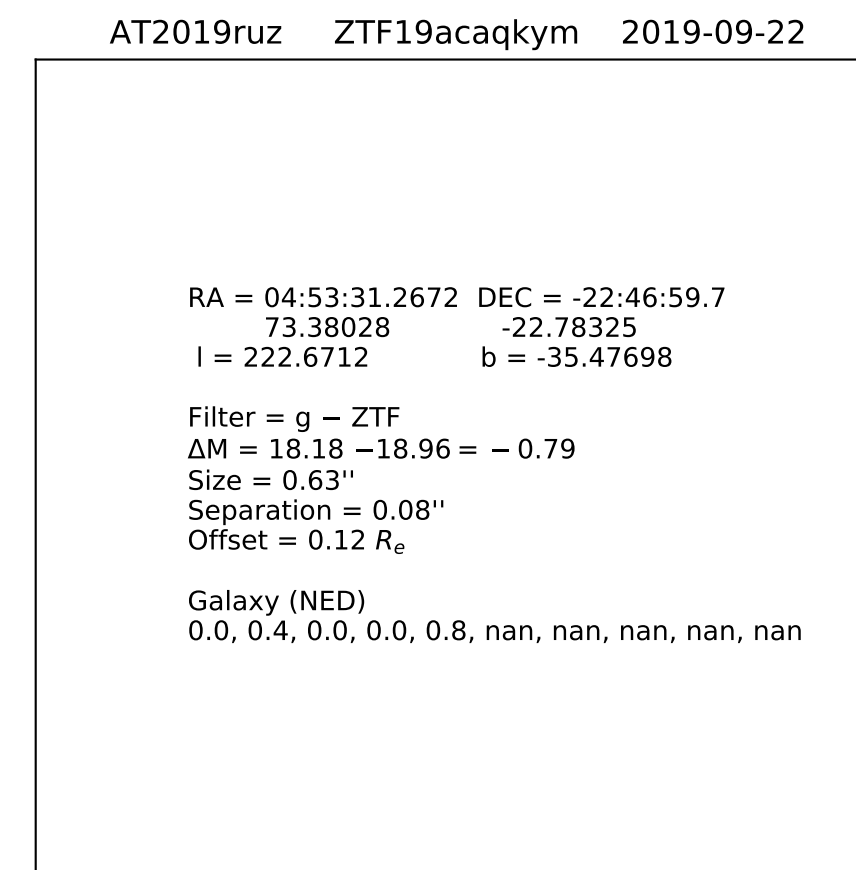 AT2019ruz ZTF19acaqkym 2019-09-22
RA = 04:53:31.2672 DEC = -22:46:59.7
73.38028 -22.78325
l = 222.6712 b = -35.47698
Filter = g − ZTF
ΔM = 18.18 −18.96 = − 0.79
Size = 0.63''
Separation = 0.08''
Offset = 0.12 Rₑ
Galaxy (NED)
0.0, 0.4, 0.0, 0.0, 0.8, nan, nan, nan, nan, nan